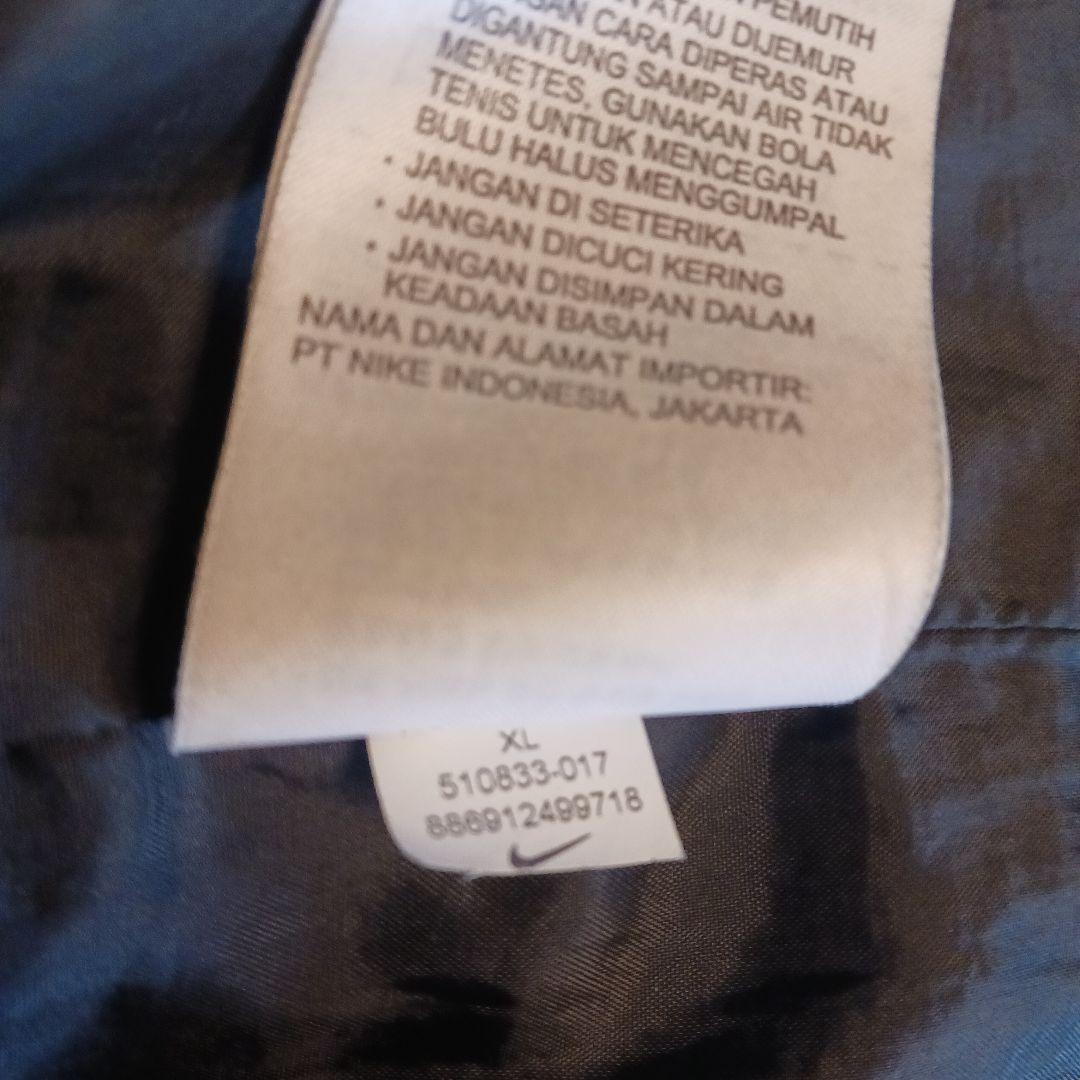 PEMUTIH
ATAU DIJEMUR
CARA DIPERAS ATAU
DIGANTUNG SAMPAI AIR TIDAK
MENETES, GUNAKAN BOLA
TENIS UNTUK MENCEGAH
BULU HALUS MENGGUMPAL
• JANGAN DI SETERIKA
• JANGAN DICUCI KERING
• JANGAN DISIMPAN DALAM
KEADAAN BASAH
NAMA DAN ALAMAT IMPORTIR:
PT NIKE INDONESIA, JAKARTA
XL
510833-017
886912499718